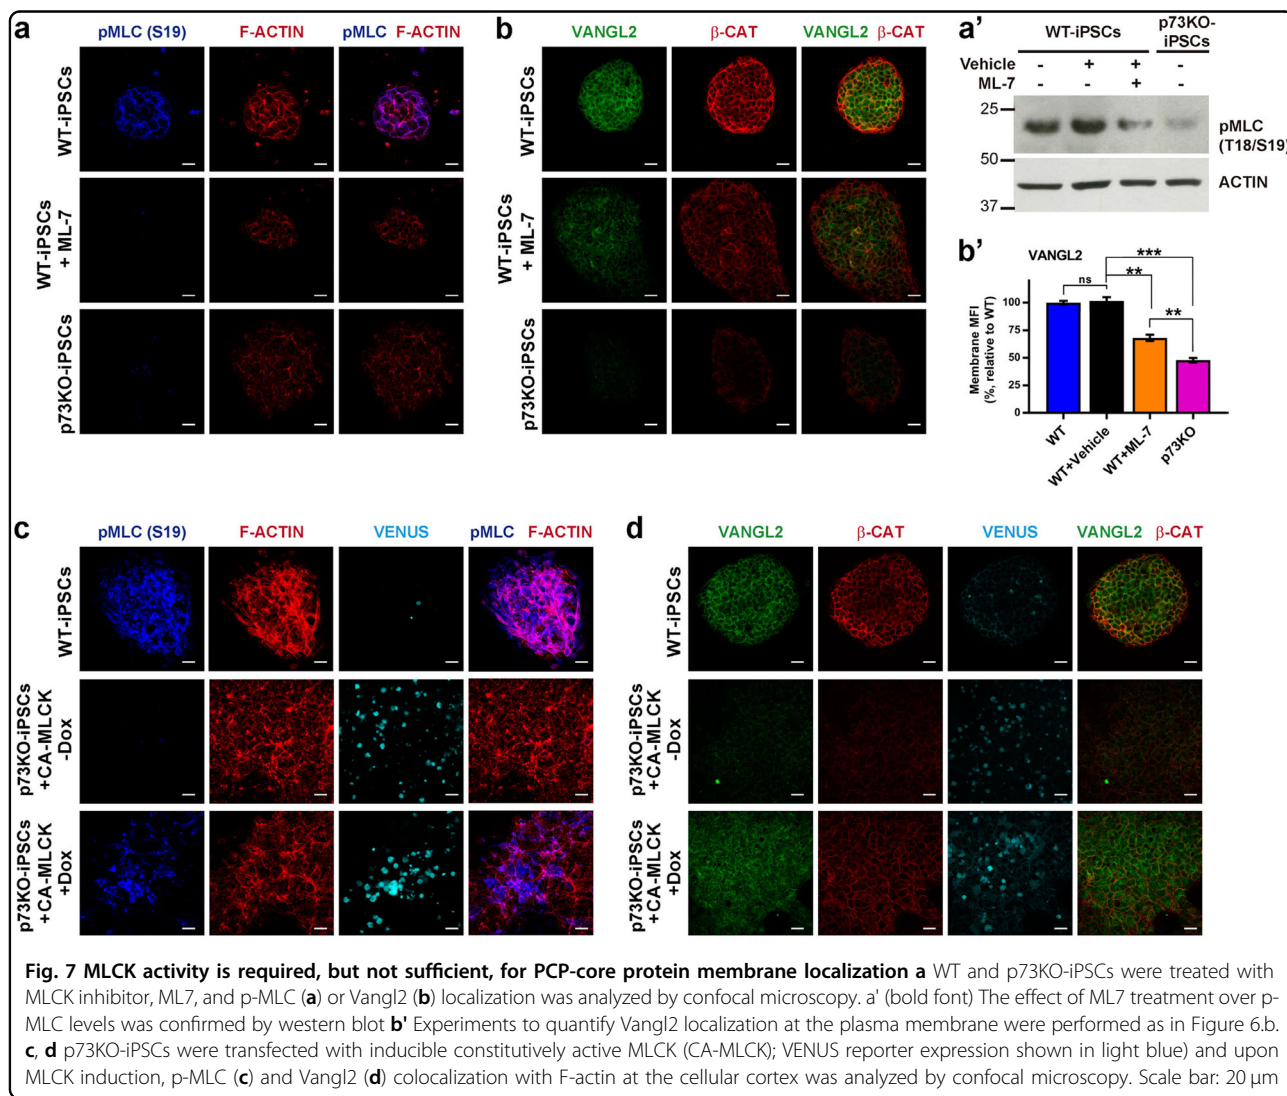 a
pMLC (S19) F-ACTIN pMLC F-ACTIN
WT-iPSCs
WT-iPSCs
+ ML-7
p73KO-iPSCs
b
VANGL2 β-CAT VANGL2 β-CAT
WT-iPSCs
WT-iPSCs
+ ML-7
p73KO-iPSCs
a'
WT-iPSCs p73KO-
iPSCs
Vehicle - + + -
ML-7 - - + -
25
pMLC
(T18/S19)
50
ACTIN
37
b'
VANGL2
Membrane MFI
(%, relative to WT)
100
75
50
25
0
ns
**
***
**
WT
WT+Vehicle
WT+ML-7
p73KO
c
pMLC (S19) F-ACTIN VENUS pMLC F-ACTIN
WT-iPSCs
p73KO-iPSCs
+CA-MLCK
-Dox
p73KO-iPSCs
+CA-MLCK
+Dox
d
VANGL2 β-CAT VENUS VANGL2 β-CAT
WT-iPSCs
p73KO-iPSCs
+CA-MLCK
-Dox
p73KO-iPSCs
+CA-MLCK
+Dox
Fig. 7 MLCK activity is required, but not sufficient, for PCP-core protein membrane localization a WT and p73KO-iPSCs were treated with
MLCK inhibitor, ML7, and p-MLC (a) or Vangl2 (b) localization was analyzed by confocal microscopy. a' (bold font) The effect of ML7 treatment over p-
MLC levels was confirmed by western blot b' Experiments to quantify Vangl2 localization at the plasma membrane were performed as in Figure 6.b.
c, d p73KO-iPSCs were transfected with inducible constitutively active MLCK (CA-MLCK); VENUS reporter expression shown in light blue) and upon
MLCK induction, p-MLC (c) and Vangl2 (d) colocalization with F-actin at the cellular cortex was analyzed by confocal microscopy. Scale bar: 20 µm